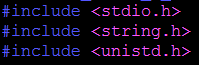 #include <stdio.h>
#include <string.h>
#include <unistd.h>